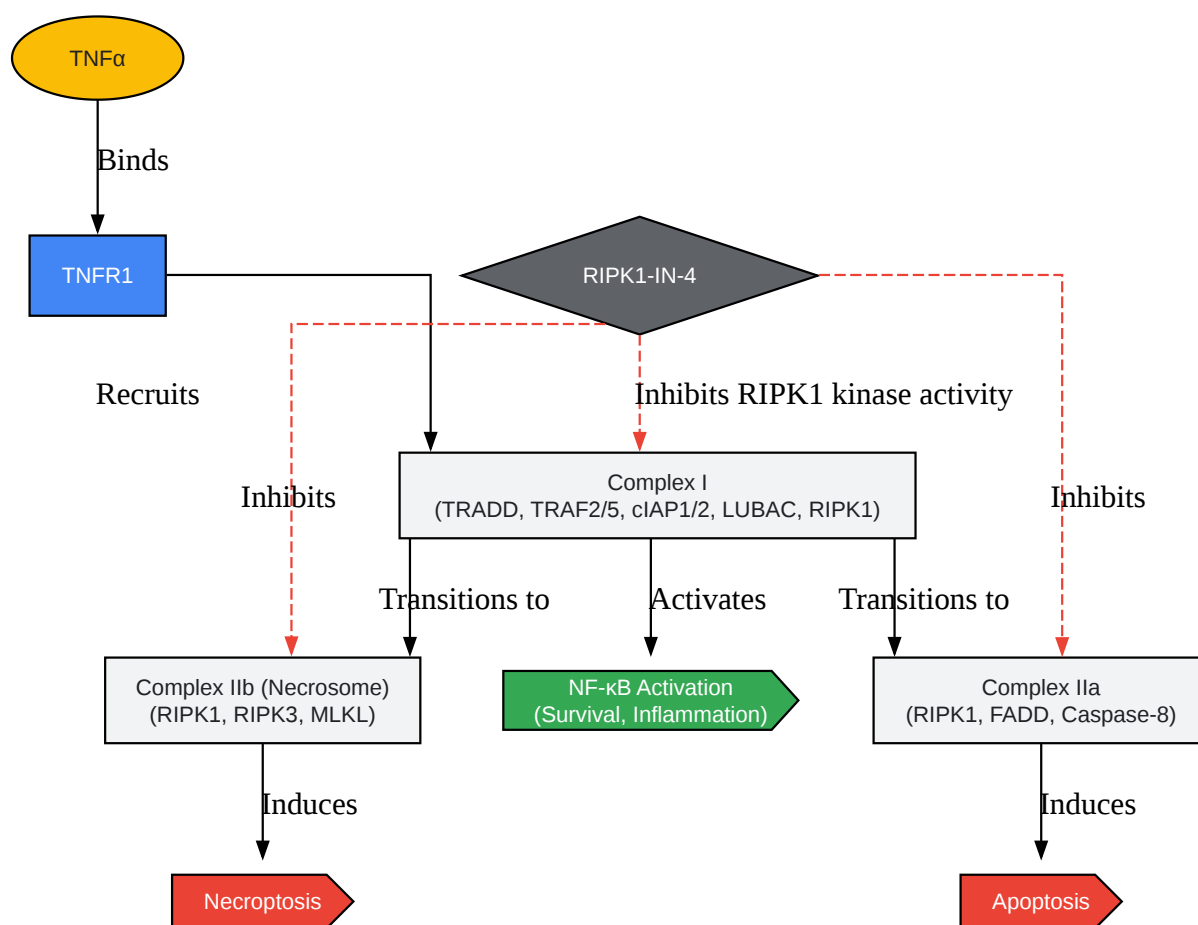 TNFα
Binds
TNFR1
RIPK1-IN-4
Recruits
Inhibits RIPK1 kinase activity
Inhibits
Inhibits
Complex I
(TRADD, TRAF2/5, cIAP1/2, LUBAC, RIPK1)
Transitions to
Activates
Transitions to
Complex IIb (Necrosome)
(RIPK1, RIPK3, MLKL)
NF-κB Activation
(Survival, Inflammation)
Complex IIa
(RIPK1, FADD, Caspase-8)
Induces
Induces
Necroptosis
Apoptosis